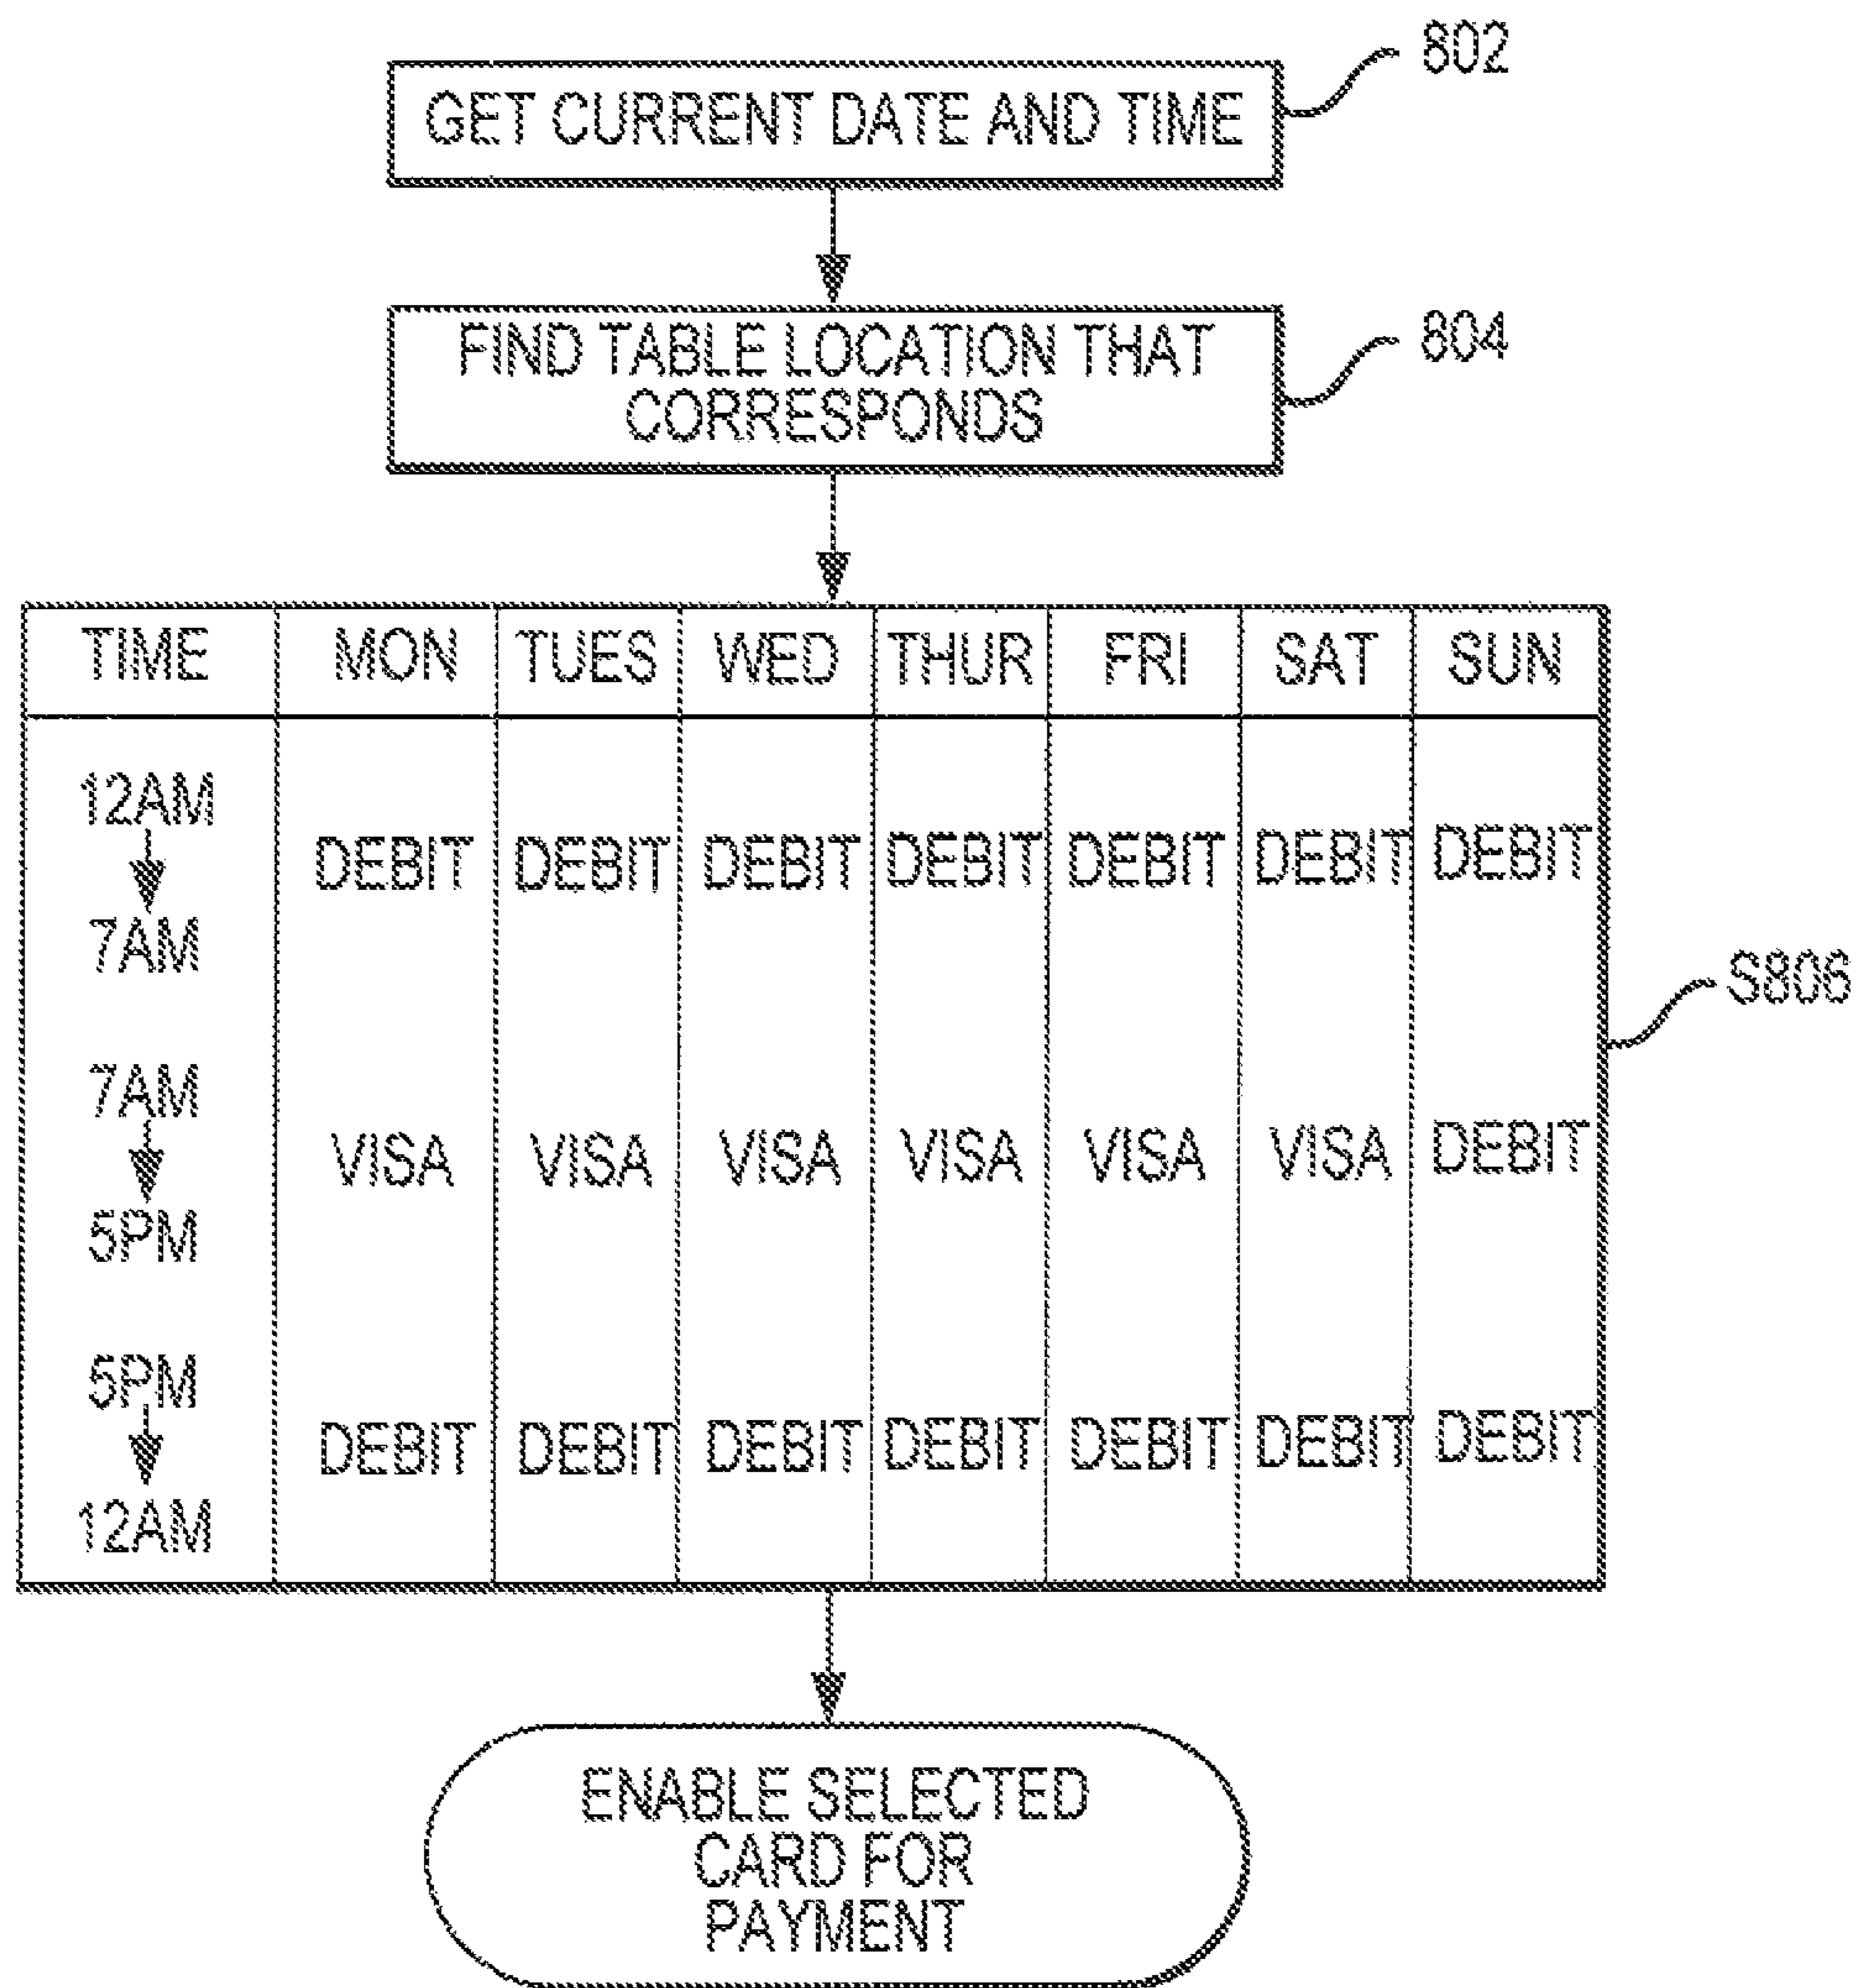 802
GET CURRENT DATE AND TIME
804
FIND TABLE LOCATION THAT
CORRESPONDS
TIME MON TUES WED THUR FRI SAT SUN
12AM
DEBIT DEBIT DEBIT DEBIT DEBIT DEBIT DEBIT
7AM
S806
7AM
VISA VISA VISA VISA VISA VISA DEBIT
5PM
5PM
DEBIT DEBIT DEBIT DEBIT DEBIT DEBIT DEBIT
12AM
ENABLE SELECTED
CARD FOR
PAYMENT